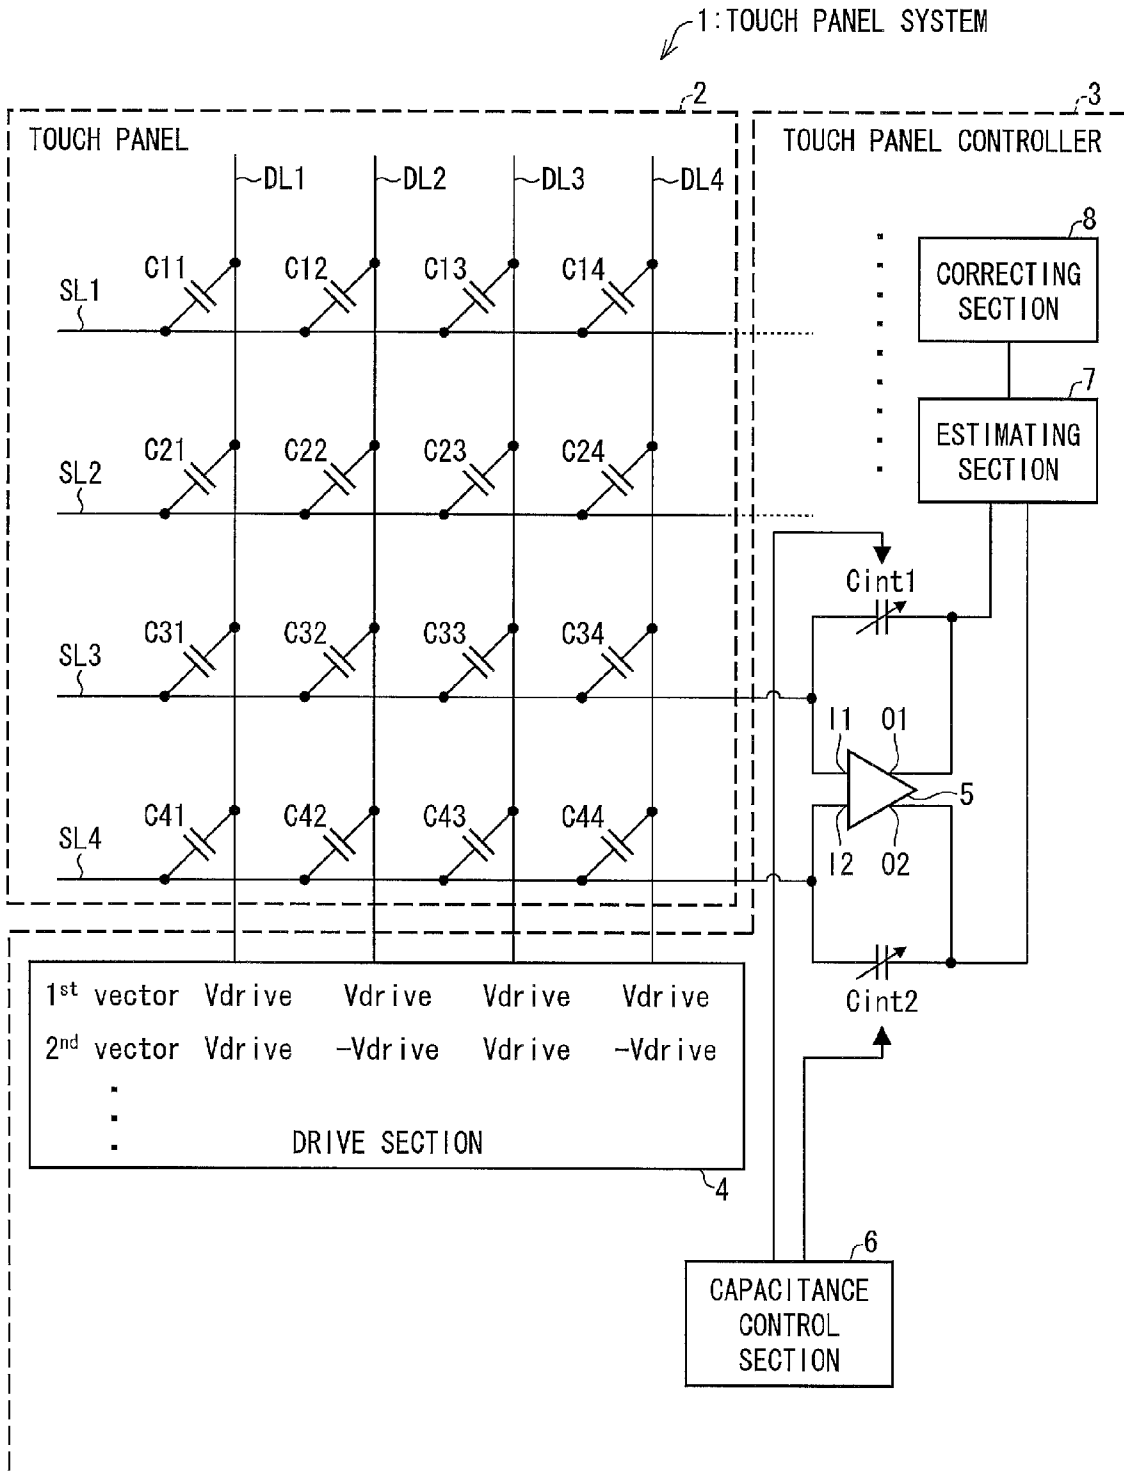 1:TOUCH PANEL SYSTEM
2
3
TOUCH PANEL
TOUCH PANEL CONTROLLER
DL1 DL2 DL3 DL4
8
CORRECTING
SECTION
C11 C12 C13 C14
SL1
7
ESTIMATING
SECTION
C21 C22 C23 C24
SL2
Cint1
C31 C32 C33 C34
SL3
I1 O1
5
I2 O2
C41 C42 C43 C44
SL4
Cint2
1st vector Vdrive Vdrive Vdrive Vdrive
2nd vector Vdrive -Vdrive Vdrive -Vdrive
DRIVE SECTION
4
6
CAPACITANCE
CONTROL
SECTION